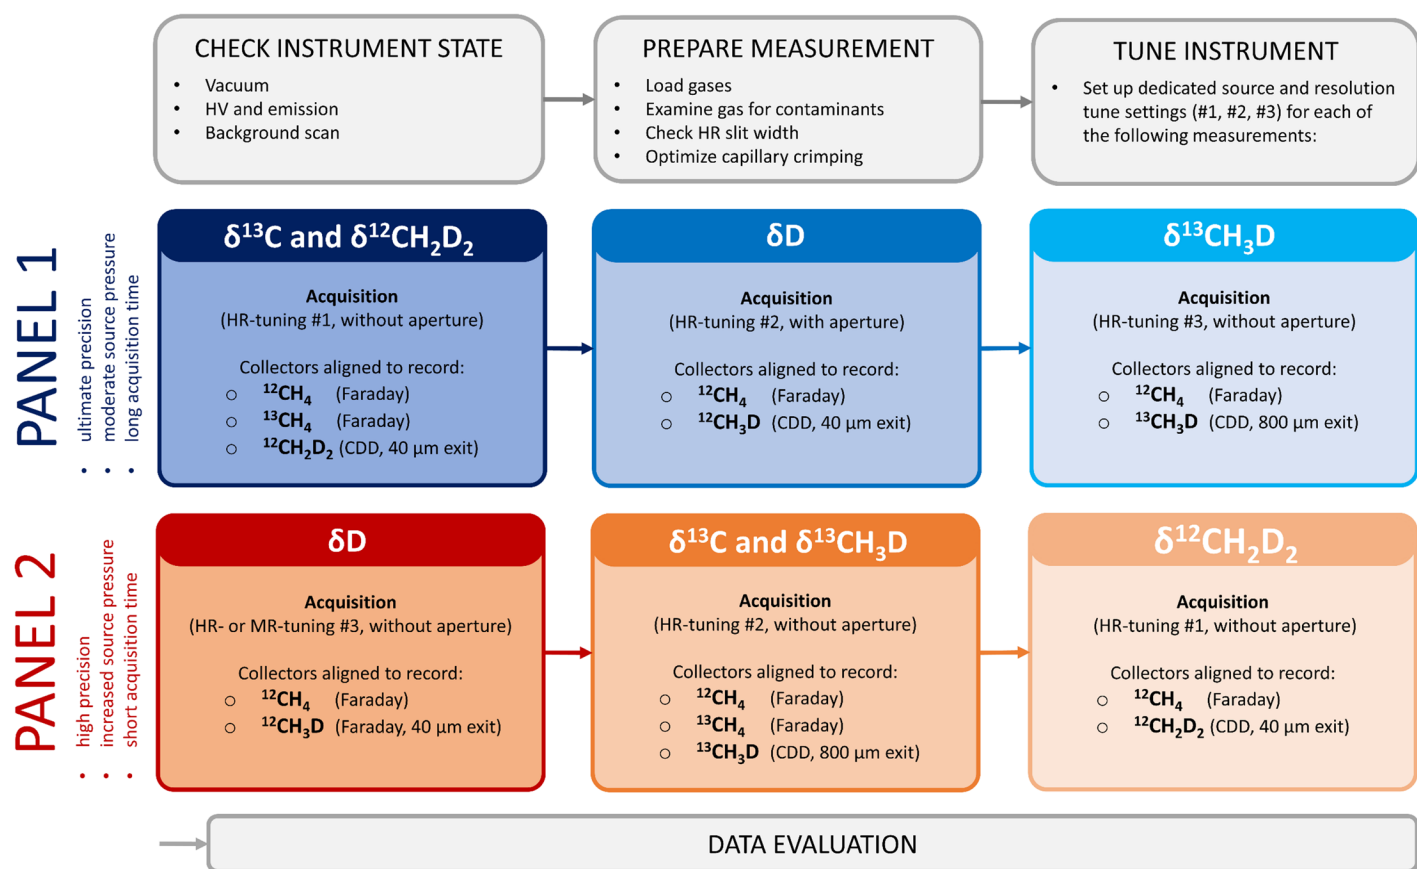 CHECK INSTRUMENT STATE
• Vacuum
• HV and emission
• Background scan
PREPARE MEASUREMENT
• Load gases
• Examine gas for contaminants
• Check HR slit width
• Optimize capillary crimping
TUNE INSTRUMENT
• Set up dedicated source and resolution
tune settings (#1, #2, #3) for each of
the following measurements:
PANEL 1
• ultimate precision
• moderate source pressure
• long acquisition time
δ¹³C and δ¹²CH₂D₂
Acquisition
(HR-tuning #1, without aperture)
Collectors aligned to record:
○ ¹²CH₄ (Faraday)
○ ¹³CH₄ (Faraday)
○ ¹²CH₂D₂ (CDD, 40 µm exit)
δD
Acquisition
(HR-tuning #2, with aperture)
Collectors aligned to record:
○ ¹²CH₄ (Faraday)
○ ¹²CH₃D (CDD, 40 µm exit)
δ¹³CH₃D
Acquisition
(HR-tuning #3, without aperture)
Collectors aligned to record:
○ ¹²CH₄ (Faraday)
○ ¹³CH₃D (CDD, 800 µm exit)
PANEL 2
• high precision
• increased source pressure
• short acquisition time
δD
Acquisition
(HR- or MR-tuning #3, without aperture)
Collectors aligned to record:
○ ¹²CH₄ (Faraday)
○ ¹²CH₃D (Faraday, 40 µm exit)
δ¹³C and δ¹³CH₃D
Acquisition
(HR-tuning #2, without aperture)
Collectors aligned to record:
○ ¹²CH₄ (Faraday)
○ ¹³CH₄ (Faraday)
○ ¹³CH₃D (CDD, 800 µm exit)
δ¹²CH₂D₂
Acquisition
(HR-tuning #1, without aperture)
Collectors aligned to record:
○ ¹²CH₄ (Faraday)
○ ¹²CH₂D₂ (CDD, 40 µm exit)
DATA EVALUATION